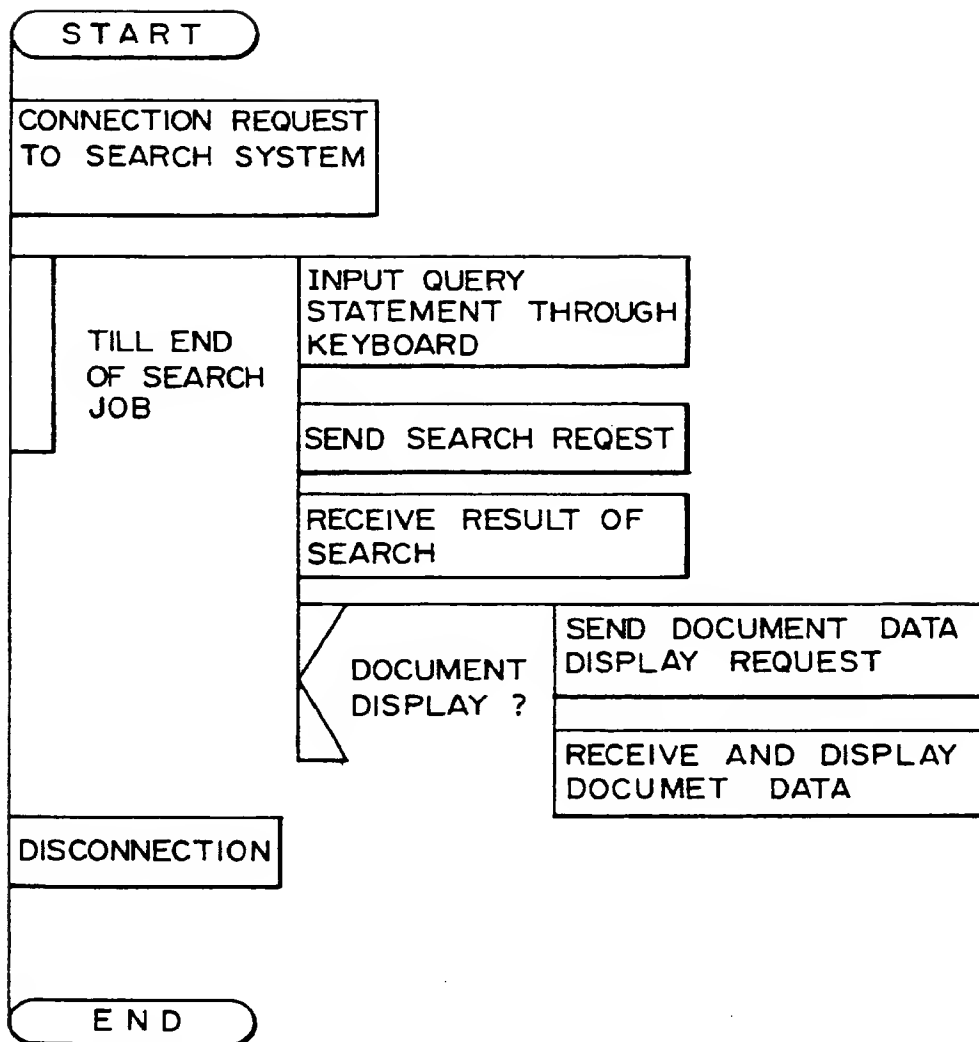 START
CONNECTION REQUEST
TO SEARCH SYSTEM
TILL END
OF SEARCH
JOB
INPUT QUERY
STATEMENT THROUGH
KEYBOARD
SEND SEARCH REQEST
RECEIVE RESULT OF
SEARCH
DOCUMENT
DISPLAY ?
SEND DOCUMENT DATA
DISPLAY REQUEST
RECEIVE AND DISPLAY
DOCUMET DATA
DISCONNECTION
END